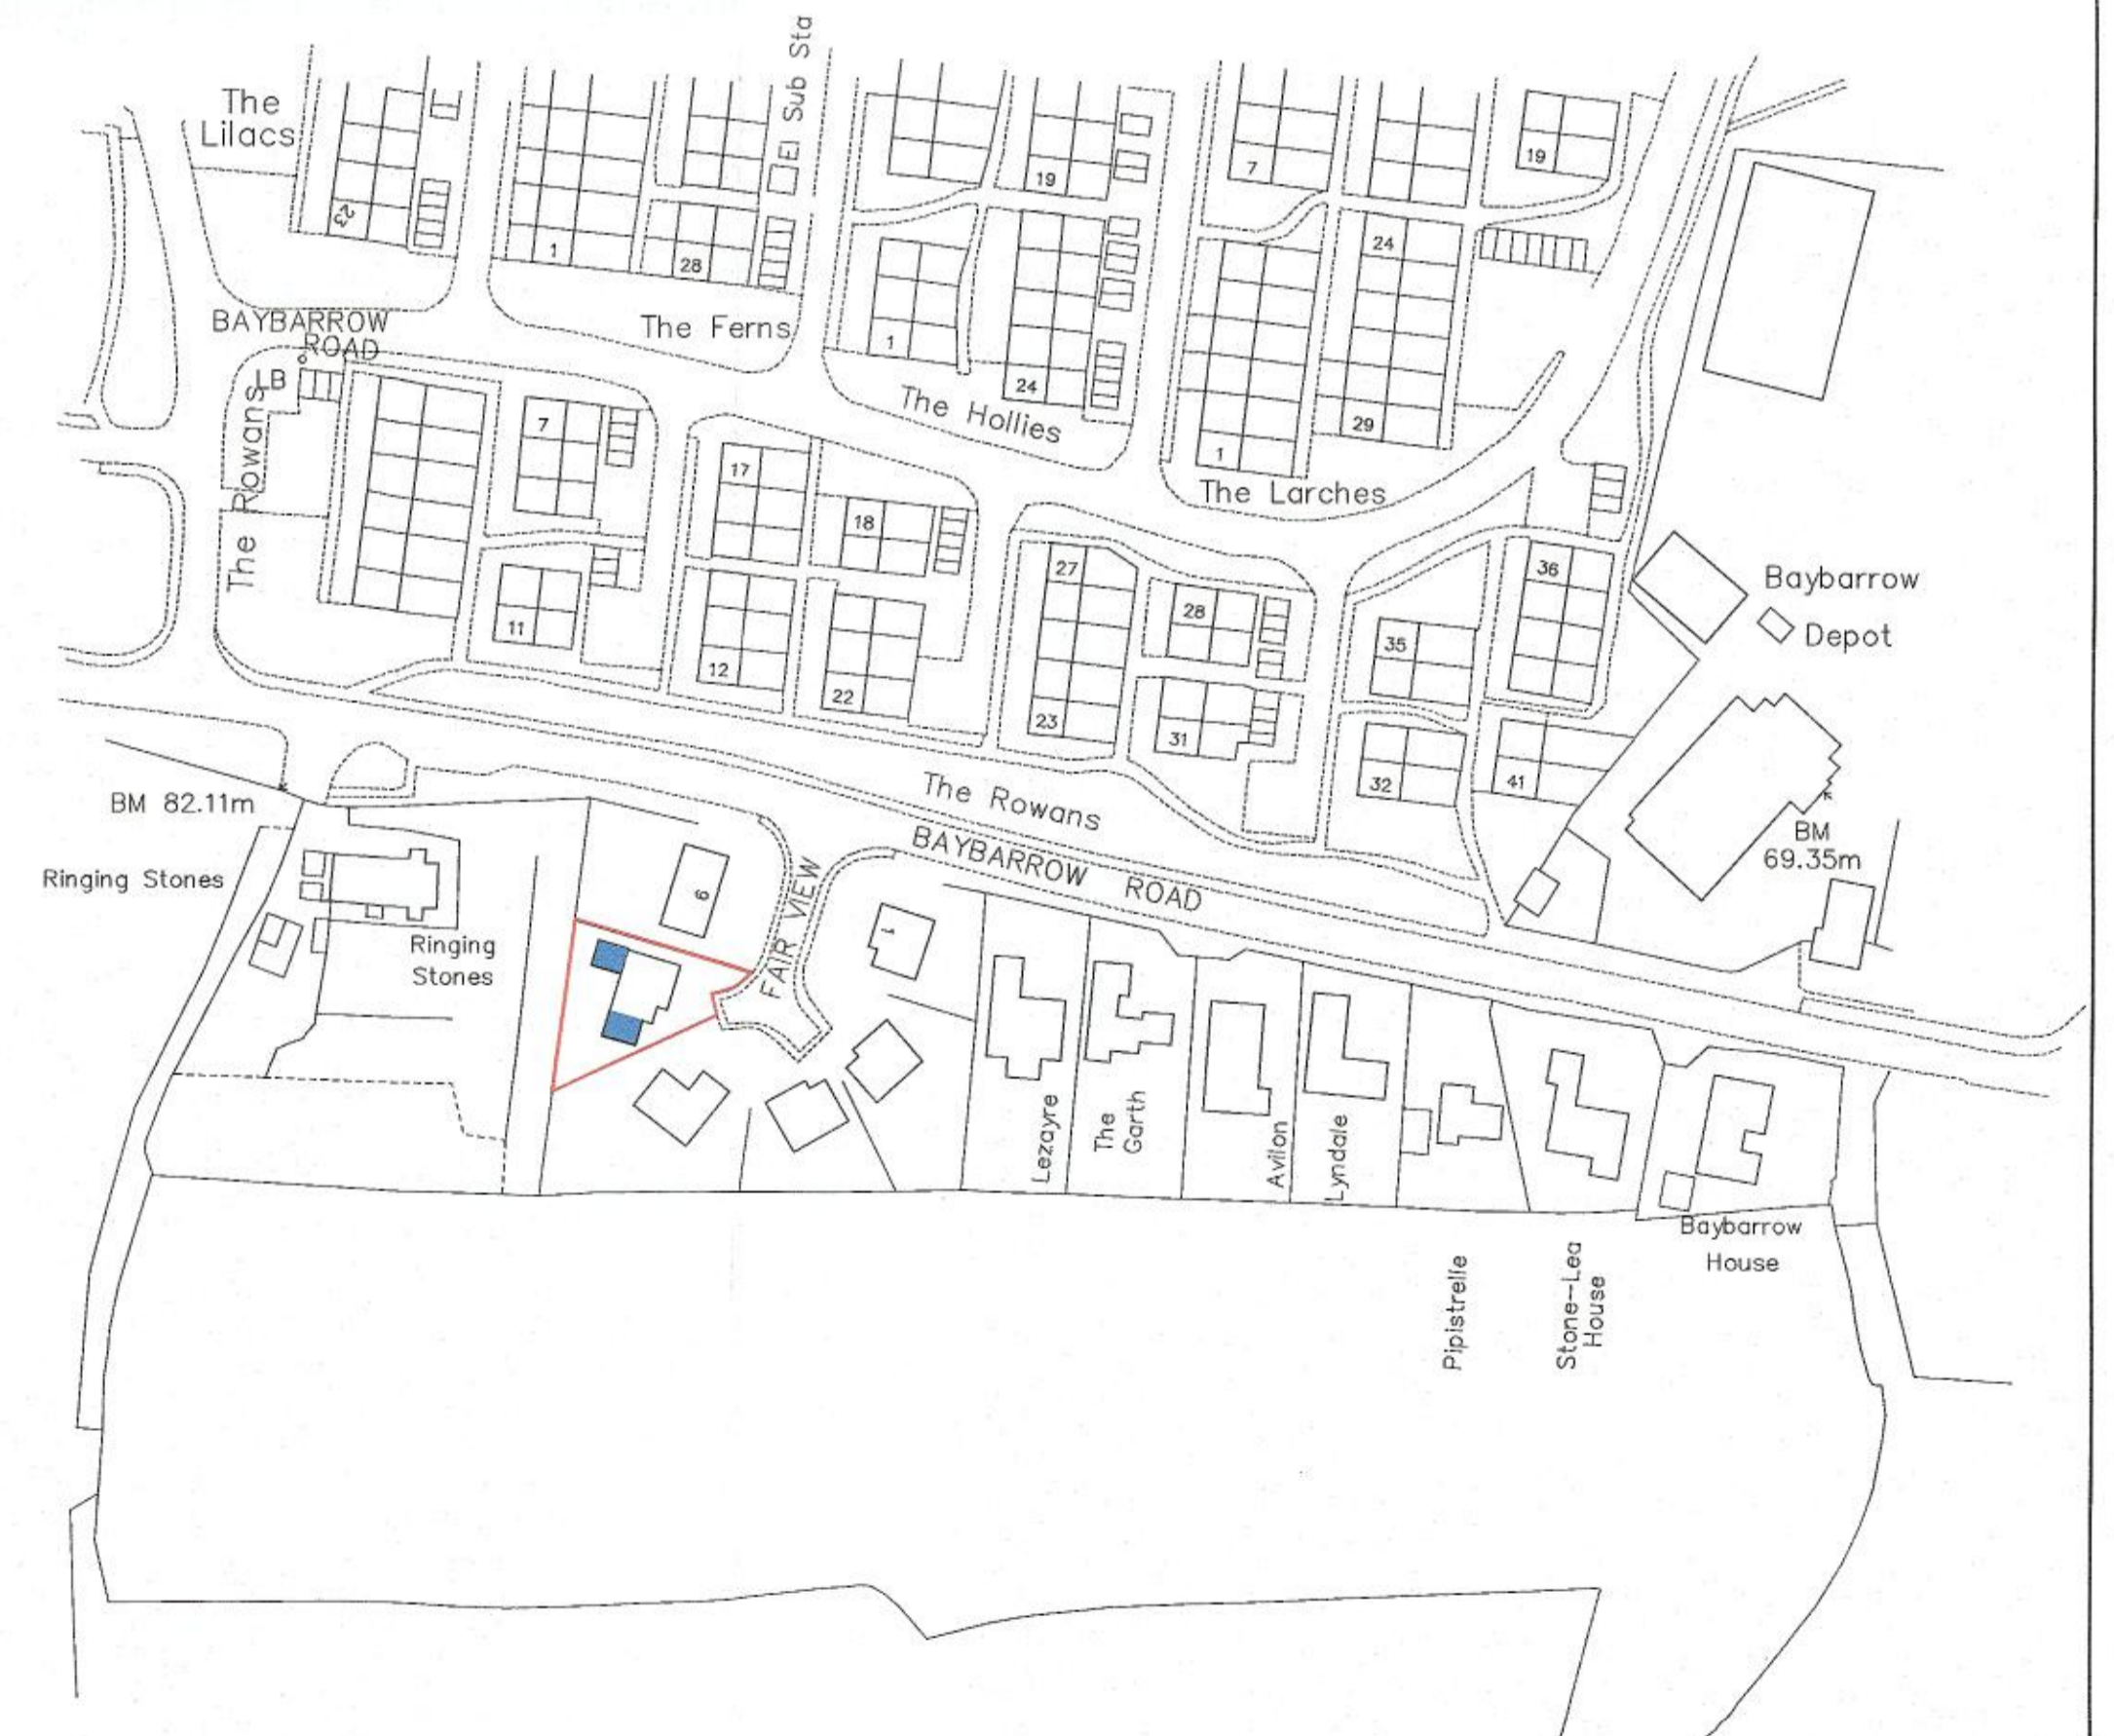 El Sub Sta
The
Lilacs
19
7
19
23
1
28
24
1
BAYBARROW
ROAD
The Ferns
LB
24
The Hollies
29
1
The Larches
7
17
18
The Rowans
27
28
36
Baybarrow
Depot
11
12
22
23
31
35
32
41
BM 82.11m
The Rowans
BAYBARROW ROAD
BM
69.35m
Ringing Stones
Ringing
Stones
6
FAIR VIEW
1
Lezayre
The
Garth
Avilon
Lyndale
Pipistrelle
Stone-Lea
House
Baybarrow
House